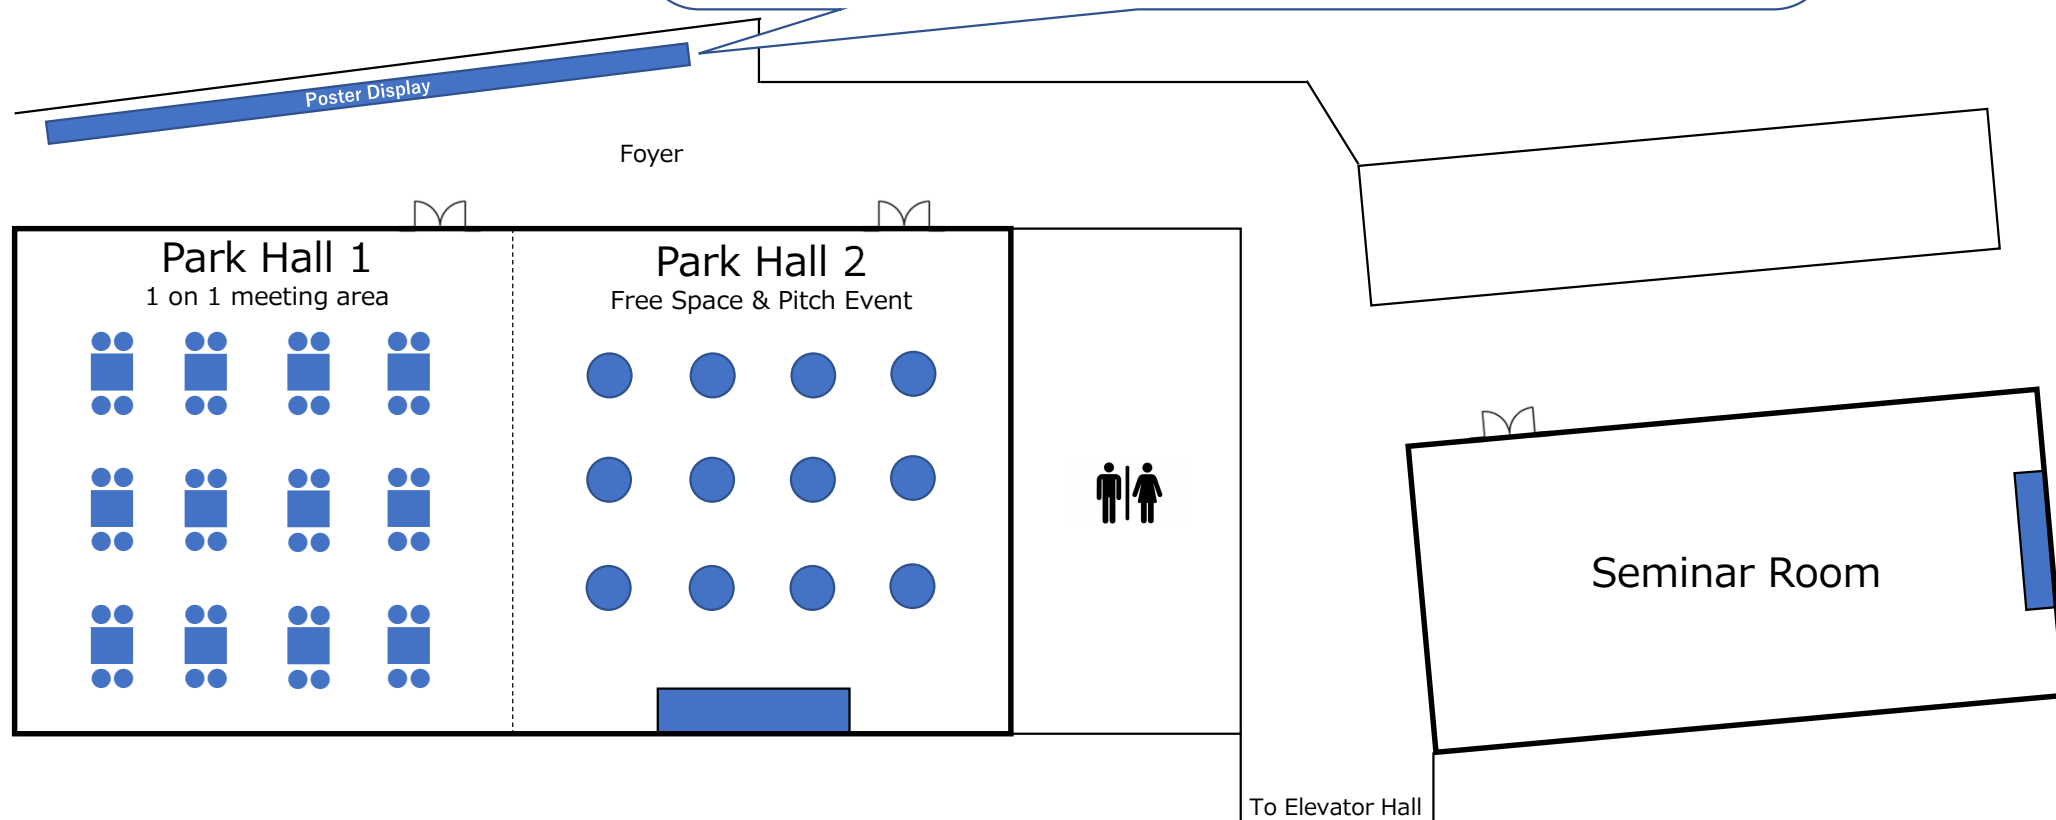 Poster Display
Foyer
Park Hall 1
1 on 1 meeting area
Park Hall 2
Free Space & Pitch Event
Seminar Room
To Elevator Hall